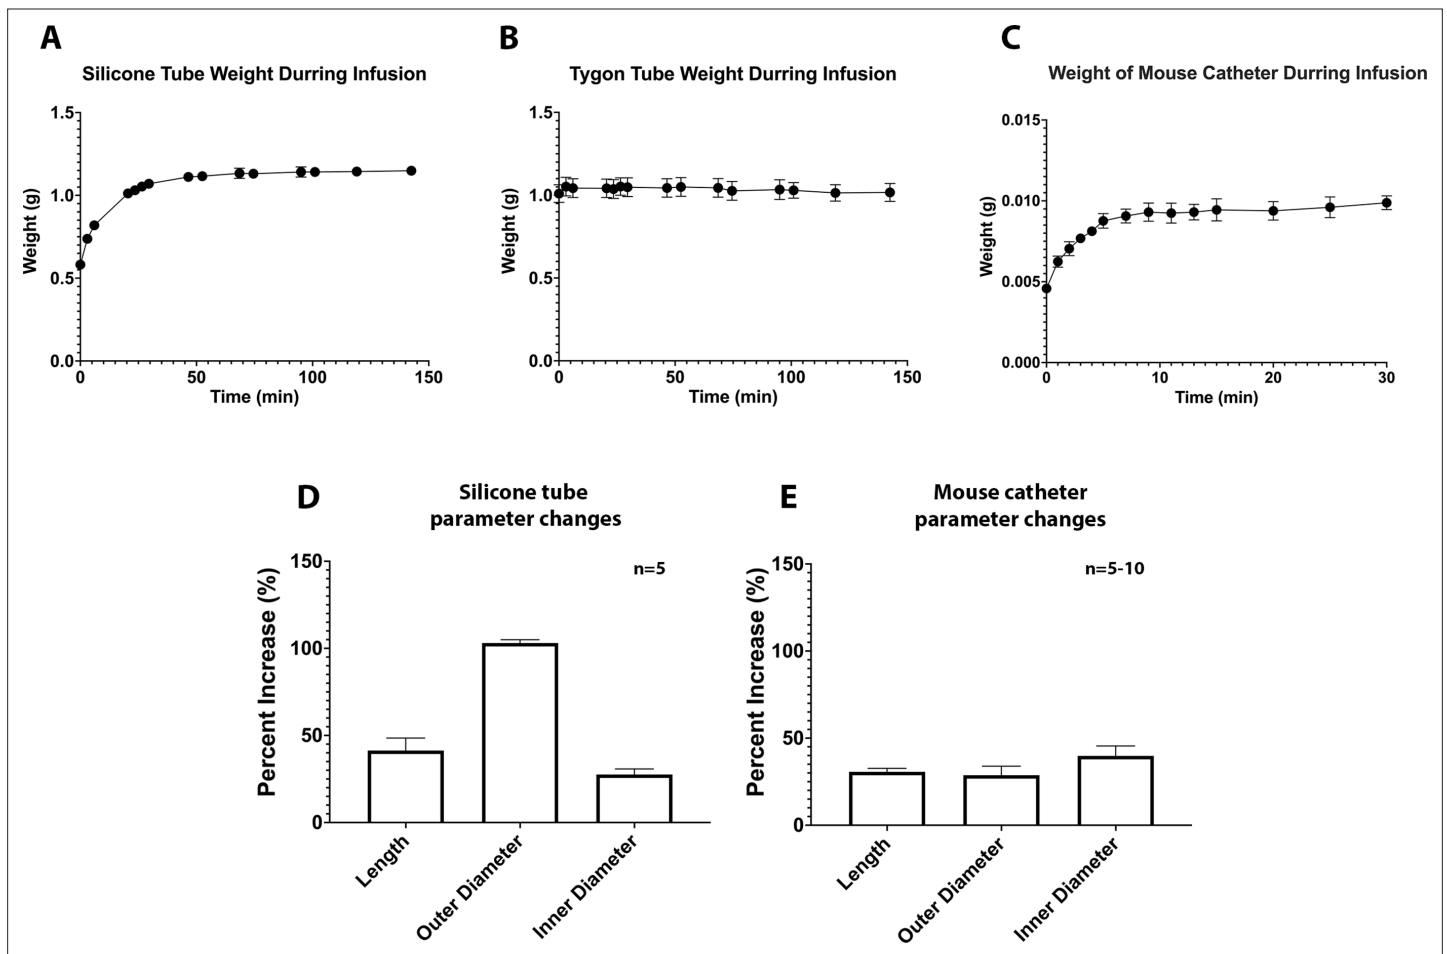 A
Silicone Tube Weight Durring Infusion
1.5
1.0
0.5
0.0
Weight (g)
0
50
100
150
Time (min)
B
Tygon Tube Weight Durring Infusion
1.5
1.0
0.5
0.0
Weight (g)
0
50
100
150
Time (min)
C
Weight of Mouse Catheter Durring Infusion
0.015
0.010
0.005
0.000
Weight (g)
0
10
20
30
Time (min)
D
Silicone tube
parameter changes
n=5
150
100
50
0
Percent Increase (%)
Length
Outer Diameter
Inner Diameter
E
Mouse catheter
parameter changes
n=5-10
150
100
50
0
Percent Increase (%)
Length
Outer Diameter
Inner Diameter